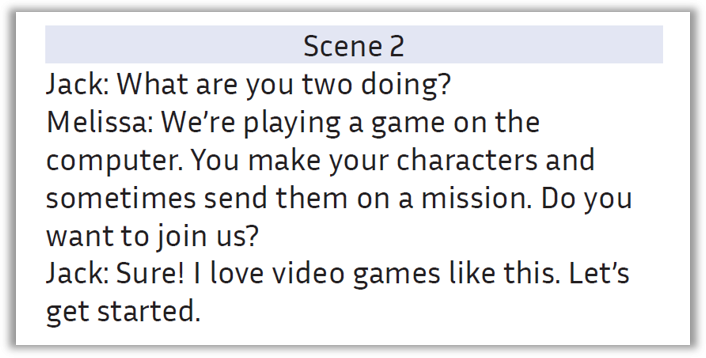 Scene 2
Jack: What are you two doing?
Melissa: We're playing a game on the
computer. You make your characters and
sometimes send them on a mission. Do you
want to join us?
Jack: Sure! I love video games like this. Let's
get started.